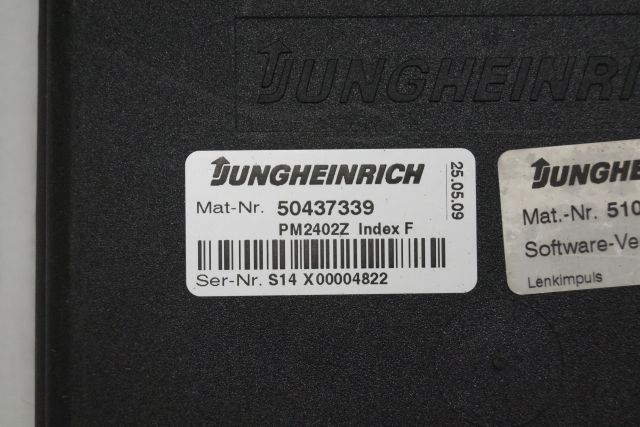 JUNGHEINRICH
JUNGHEINRICH
25.05.09
Mat-Nr. 50437339
PM2402Z Index F
Ser-Nr. S14 X00004822
JUNGHEINRICH
Mat.-Nr. 510
Software-Ve
Lenkimpuls